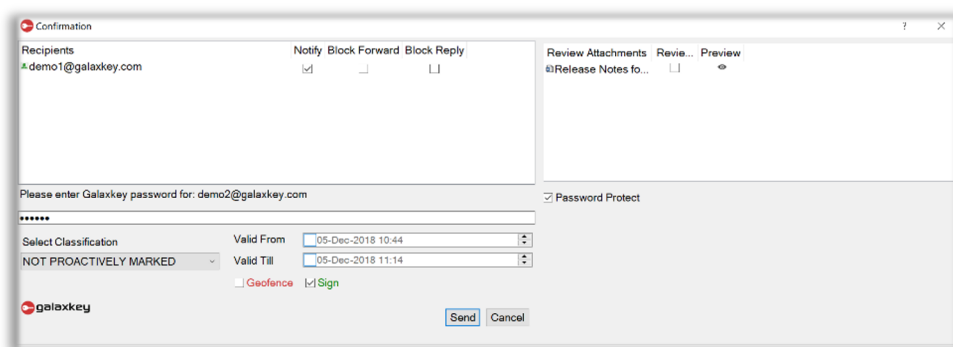 Confirmation
Recipients Notify Block Forward Block Reply
demo1@galaxkey.com
Review Attachments Revie... Preview
Release Notes fo...
Please enter Galaxkey password for: demo2@galaxkey.com
••••••
Password Protect
Select Classification
NOT PROACTIVELY MARKED
Valid From 05-Dec-2018 10:44
Valid Till 05-Dec-2018 11:14
Geofence Sign
galaxkey
Send Cancel